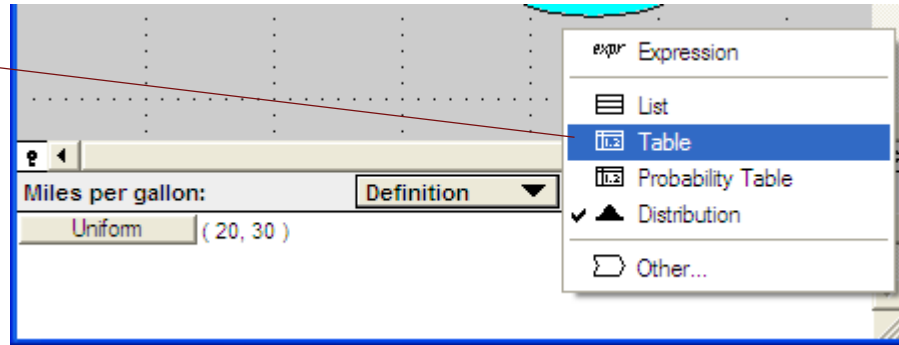 expr Expression
List
Table
Probability Table
Distribution
Other...
Miles per gallon:
Definition
Uniform ( 20, 30 )